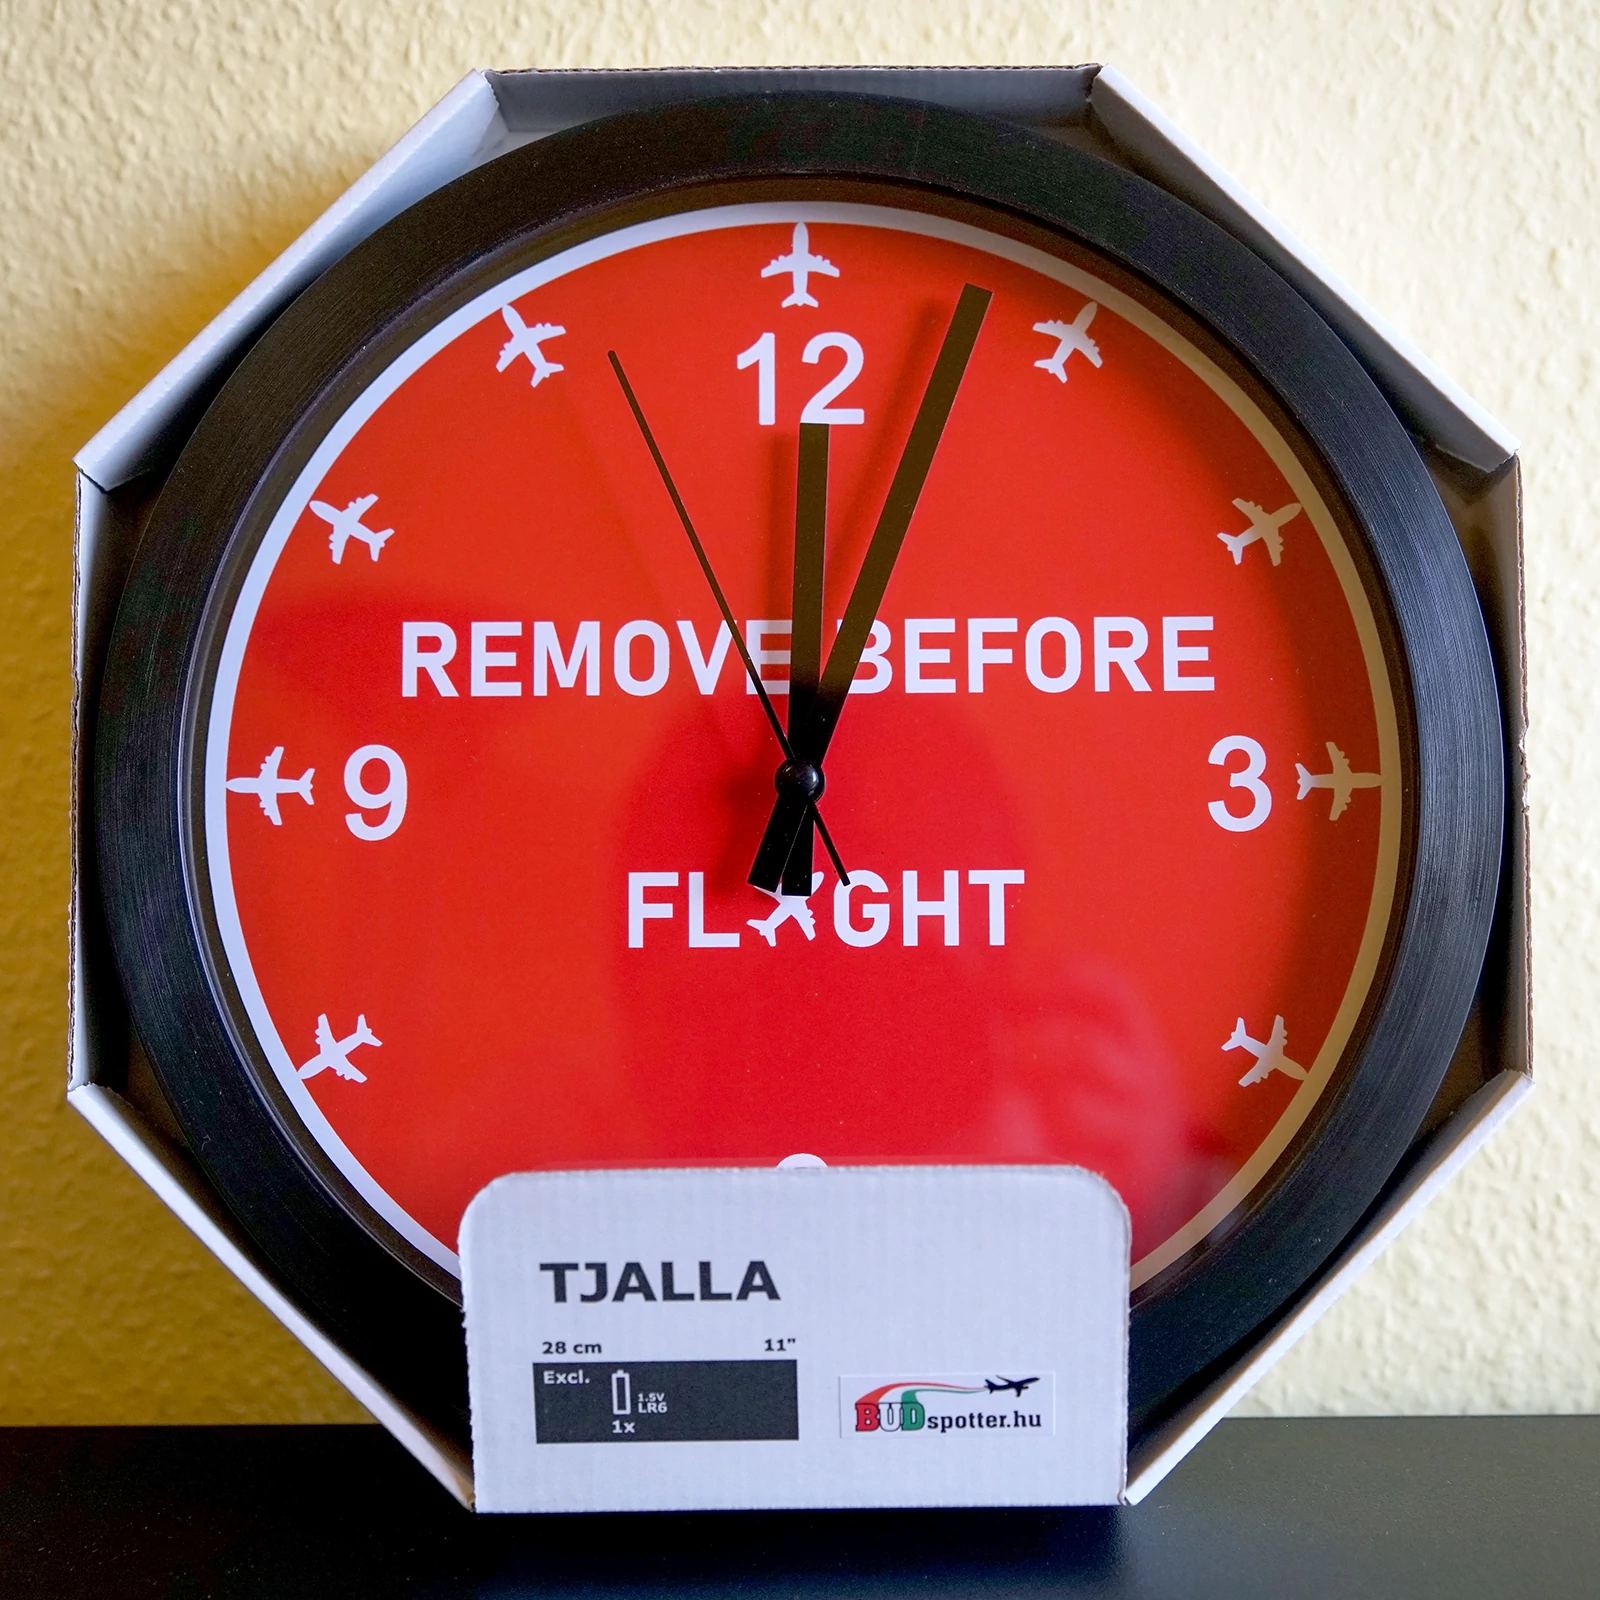 12
REMOVE BEFORE
9 3
FLIGHT
TJALLA
28 cm 11"
Excl.
1.5V
LR6
1x
BUDspotter.hu